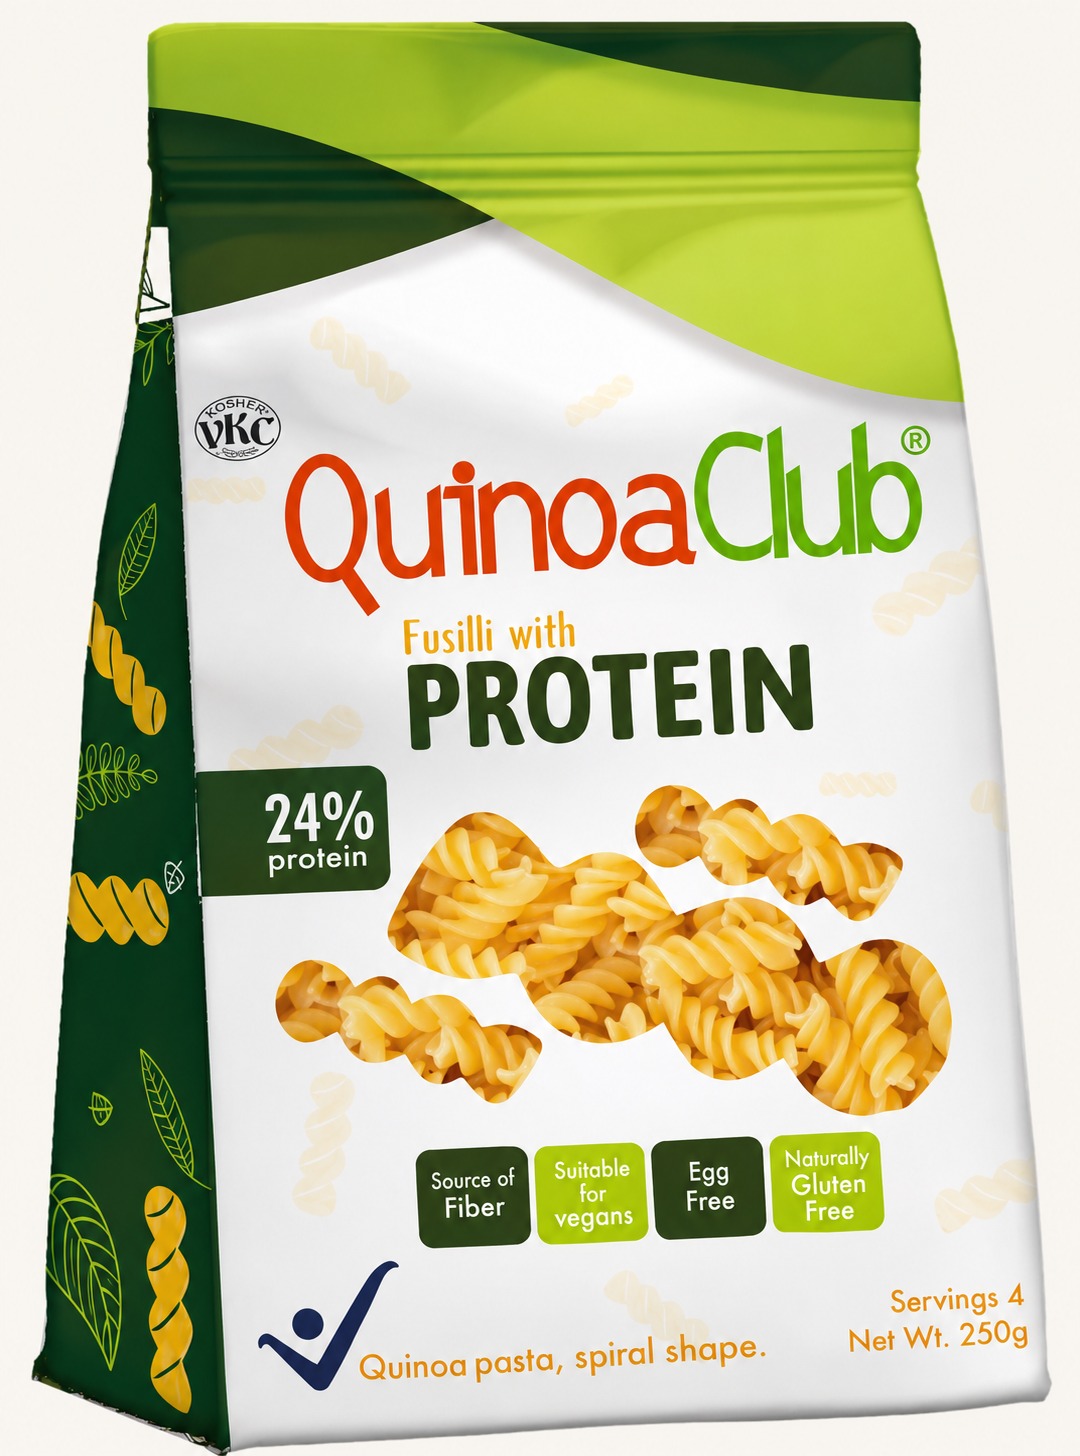 KOSHER
VKC
QuinoaClub®
Fusilli with
PROTEIN
24%
protein
Source of
Fiber
Suitable
for
vegans
Egg
Free
Naturally
Gluten
Free
Quinoa pasta, spiral shape.
Servings 4
Net Wt. 250g